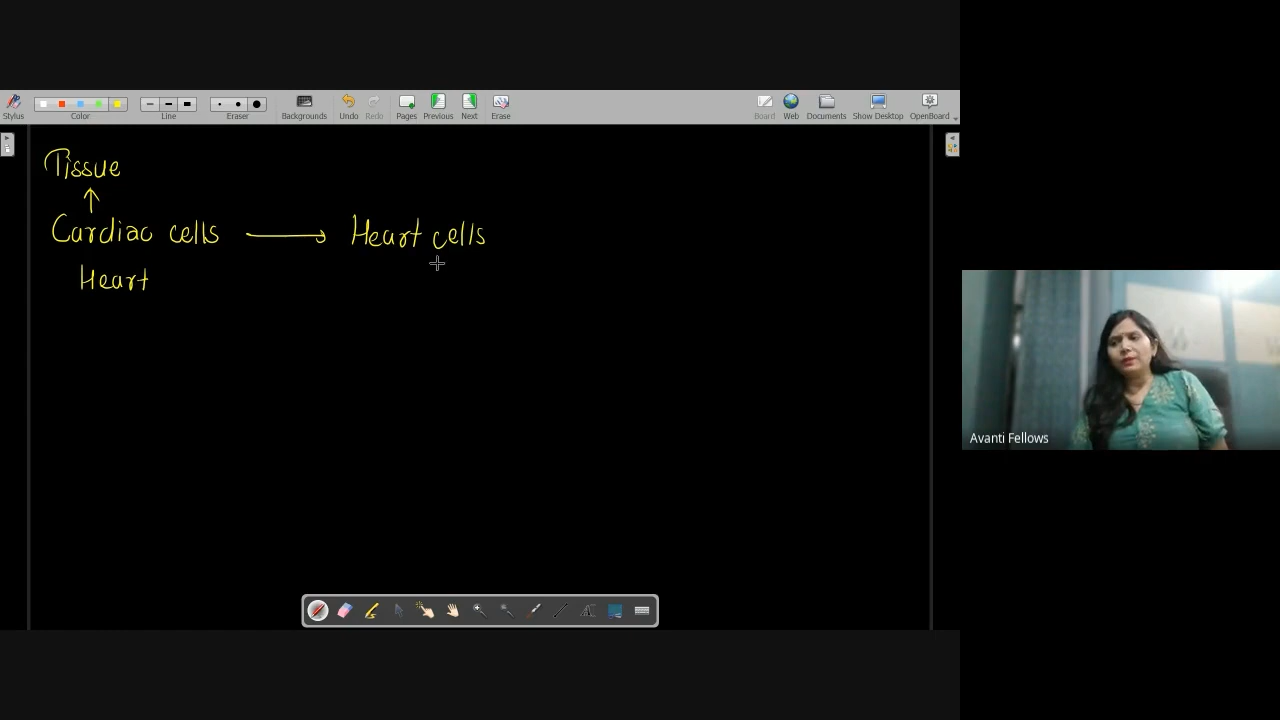 Stylus Color Line Eraser Backgrounds Undo Redo Pages Previous Next Erase Board Web Documents Show Desktop OpenBoard
Tissue
↑
Cardiac cells → Heart cells
Heart
Avanti Fellows